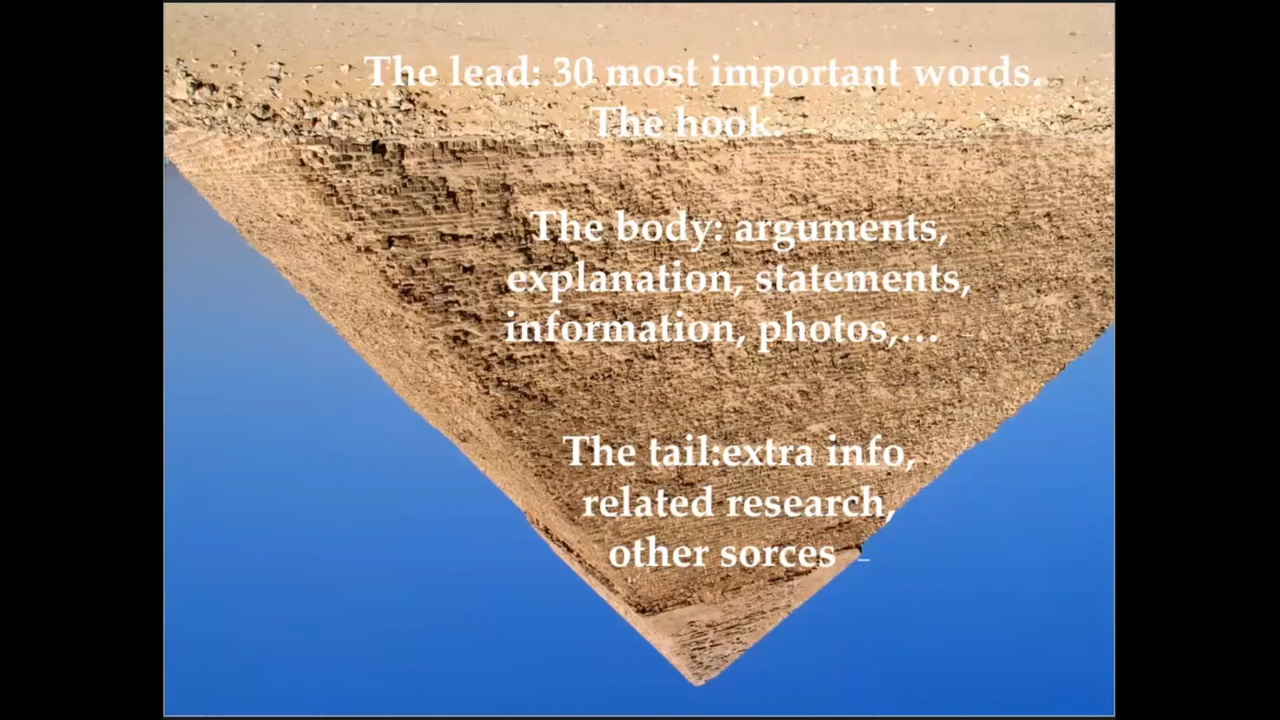 The lead: 30 most important words.
The hook.
The body: arguments,
explanation, statements,
information, photos,...
The tail:extra info,
related research,
other sorces